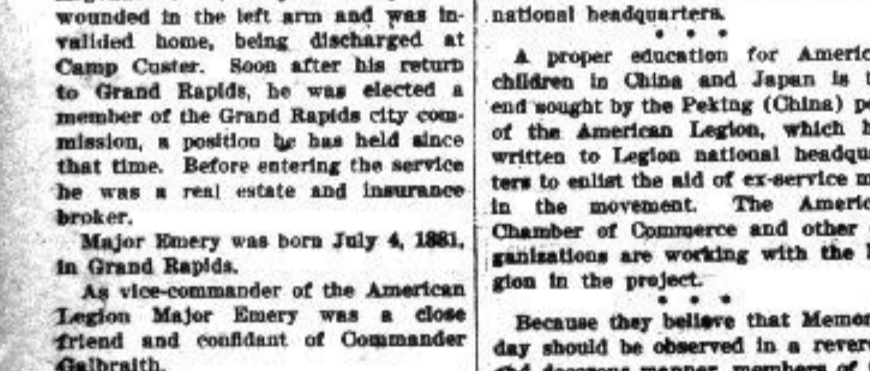 wounded in the left arm and was in-
valided home, being discharged at
Camp Custer. Soon after his return
to Grand Rapids, he was elected a
member of the Grand Rapids city com-
mission, a position he has held since
that time. Before entering the service
he was a real estate and insurance
broker.
Major Emery was born July 4, 1881,
in Grand Rapids.
As vice-commander of the American
Legion Major Emery was a close
friend and confidant of Commander
Galbraith.
national headquarters.
• • •
A proper education for Americ
children in China and Japan is t
end sought by the Peking (China) po
of the American Legion, which h
written to Legion national headqua
ters to enlist the aid of ex-service m
in the movement. The Americ
Chamber of Commerce and other
ganizations are working with the
gion in the project.
• • •
Because they believe that Memor
day should be observed in a revere
and decorous manner, members of